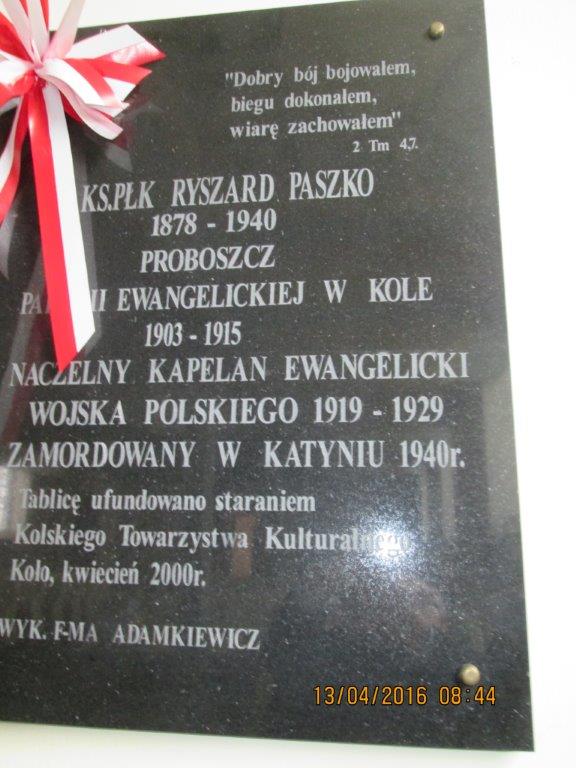 "Dobry bój bojowałem,
biegu dokonałem,
wiarę zachowałem"
2 Tm 4,7.
KS.PŁK RYSZARD PASZKO
1878 - 1940
PROBOSZCZ
EWANGELICKIEJ W KOLE
1903 - 1915
NACZELNY KAPELAN EWANGELICKI
WOJSKA POLSKIEGO 1919 - 1929
ZAMORDOWANY W KATYNIU 1940r.
Tablicę ufundowano staraniem
Kolskiego Towarzystwa Kulturalnego
Koło, kwiecień 2000r.
WYK. F-MA ADAMKIEWICZ
13/04/2016 08:44